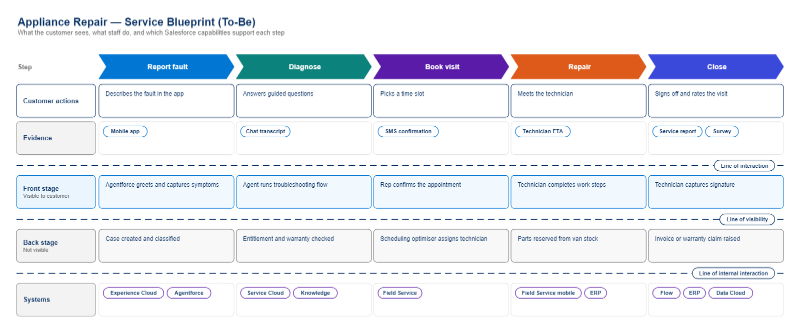 Appliance Repair — Service Blueprint (To-Be)
What the customer sees, what staff do, and which Salesforce capabilities support each step
Step
Report fault
Diagnose
Book visit
Repair
Close
Customer actions
Describes the fault in the app
Answers guided questions
Picks a time slot
Meets the technician
Signs off and rates the visit
Evidence
Mobile app
Chat transcript
SMS confirmation
Technician ETA
Service report
Survey
Line of interaction
Front stage
Visible to customer
Agentforce greets and captures symptoms
Agent runs troubleshooting flow
Rep confirms the appointment
Technician completes work steps
Technician captures signature
Line of visibility
Back stage
Not visible
Case created and classified
Entitlement and warranty checked
Scheduling optimiser assigns technician
Parts reserved from van stock
Invoice or warranty claim raised
Line of internal interaction
Systems
Experience Cloud
Agentforce
Service Cloud
Knowledge
Field Service
Field Service mobile
ERP
Flow
ERP
Data Cloud